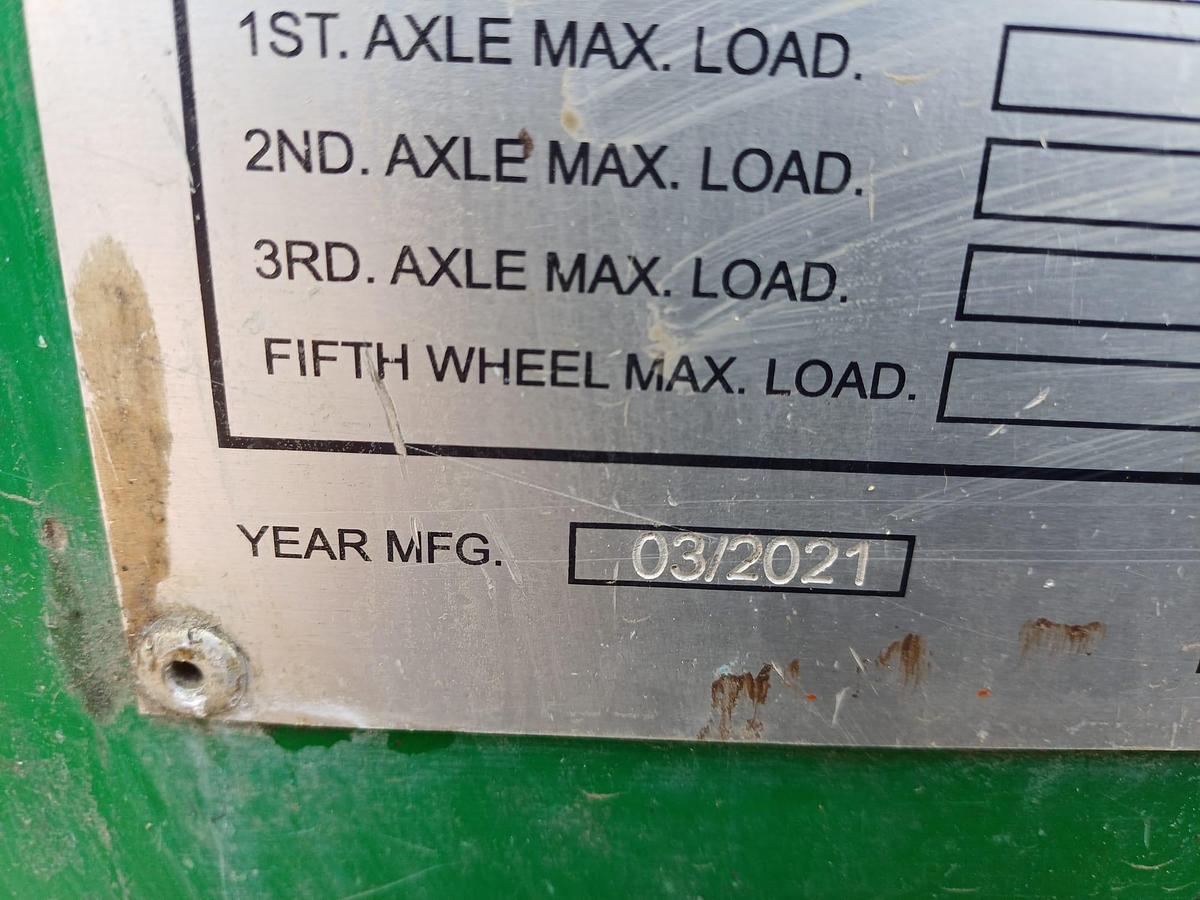 1ST. AXLE MAX. LOAD.
2ND. AXLE MAX. LOAD.
3RD. AXLE MAX. LOAD.
FIFTH WHEEL MAX. LOAD.
YEAR MFG. 03/2021